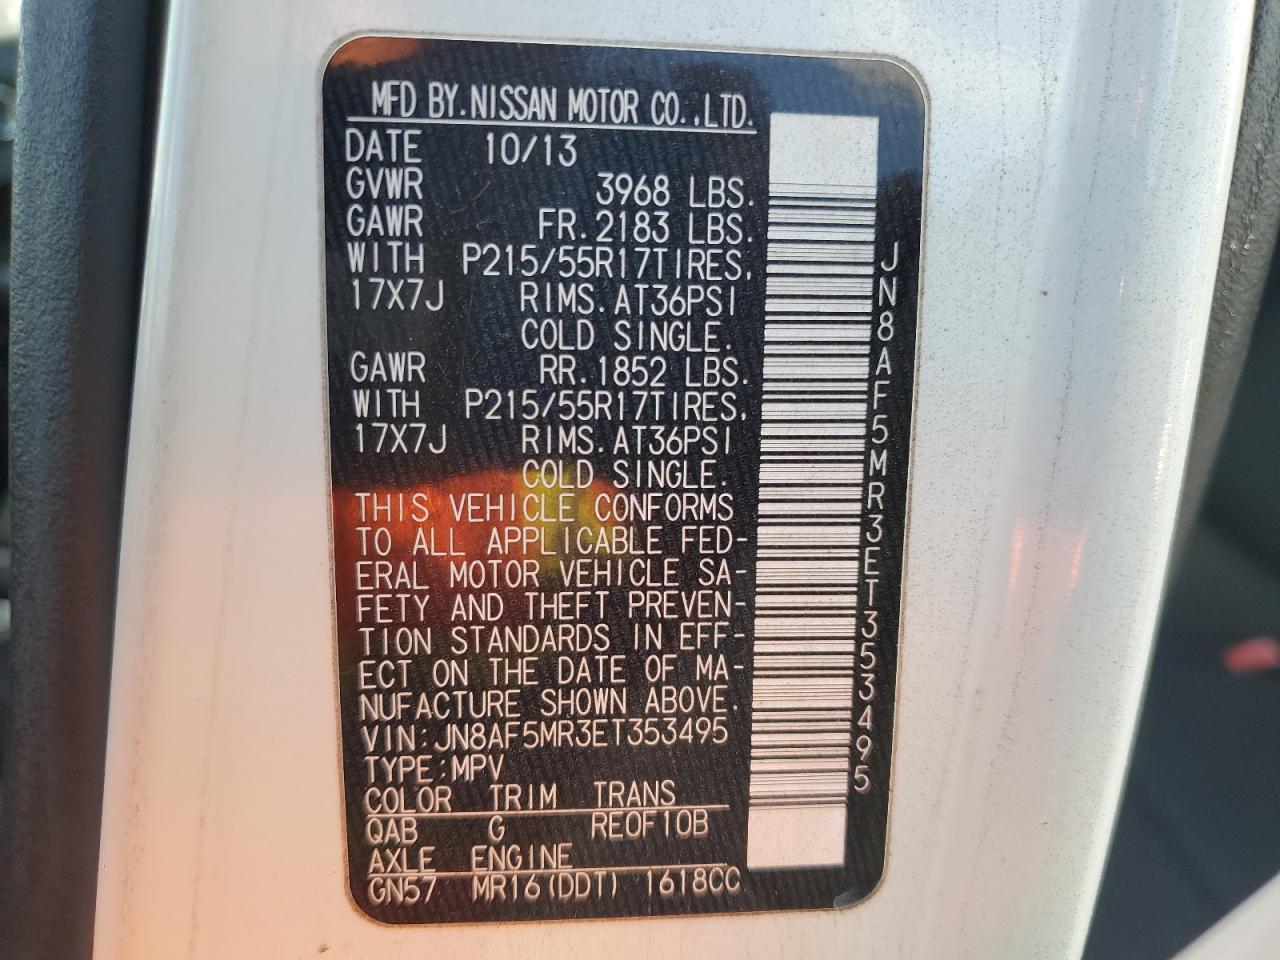 MFD BY.NISSAN MOTOR CO.,LTD.
DATE 10/13
GVWR 3968 LBS.
GAWR FR.2183 LBS.
WITH P215/55R17TIRES.
17X7J RIMS.AT36PSI
COLD SINGLE.
GAWR RR.1852 LBS.
WITH P215/55R17TIRES.
17X7J RIMS.AT36PSI
COLD SINGLE.
THIS VEHICLE CONFORMS
TO ALL APPLICABLE FED-
ERAL MOTOR VEHICLE SA-
FETY AND THEFT PREVEN-
TION STANDARDS IN EFF-
ECT ON THE DATE OF MA-
NUFACTURE SHOWN ABOVE.
VIN:JN8AF5MR3ET353495
TYPE:MPV
COLOR TRIM TRANS
QAB G RE0F10B
AXLE ENGINE
GN57 MR16(DDT) 1618CC
JN8AF5MR3ET353495